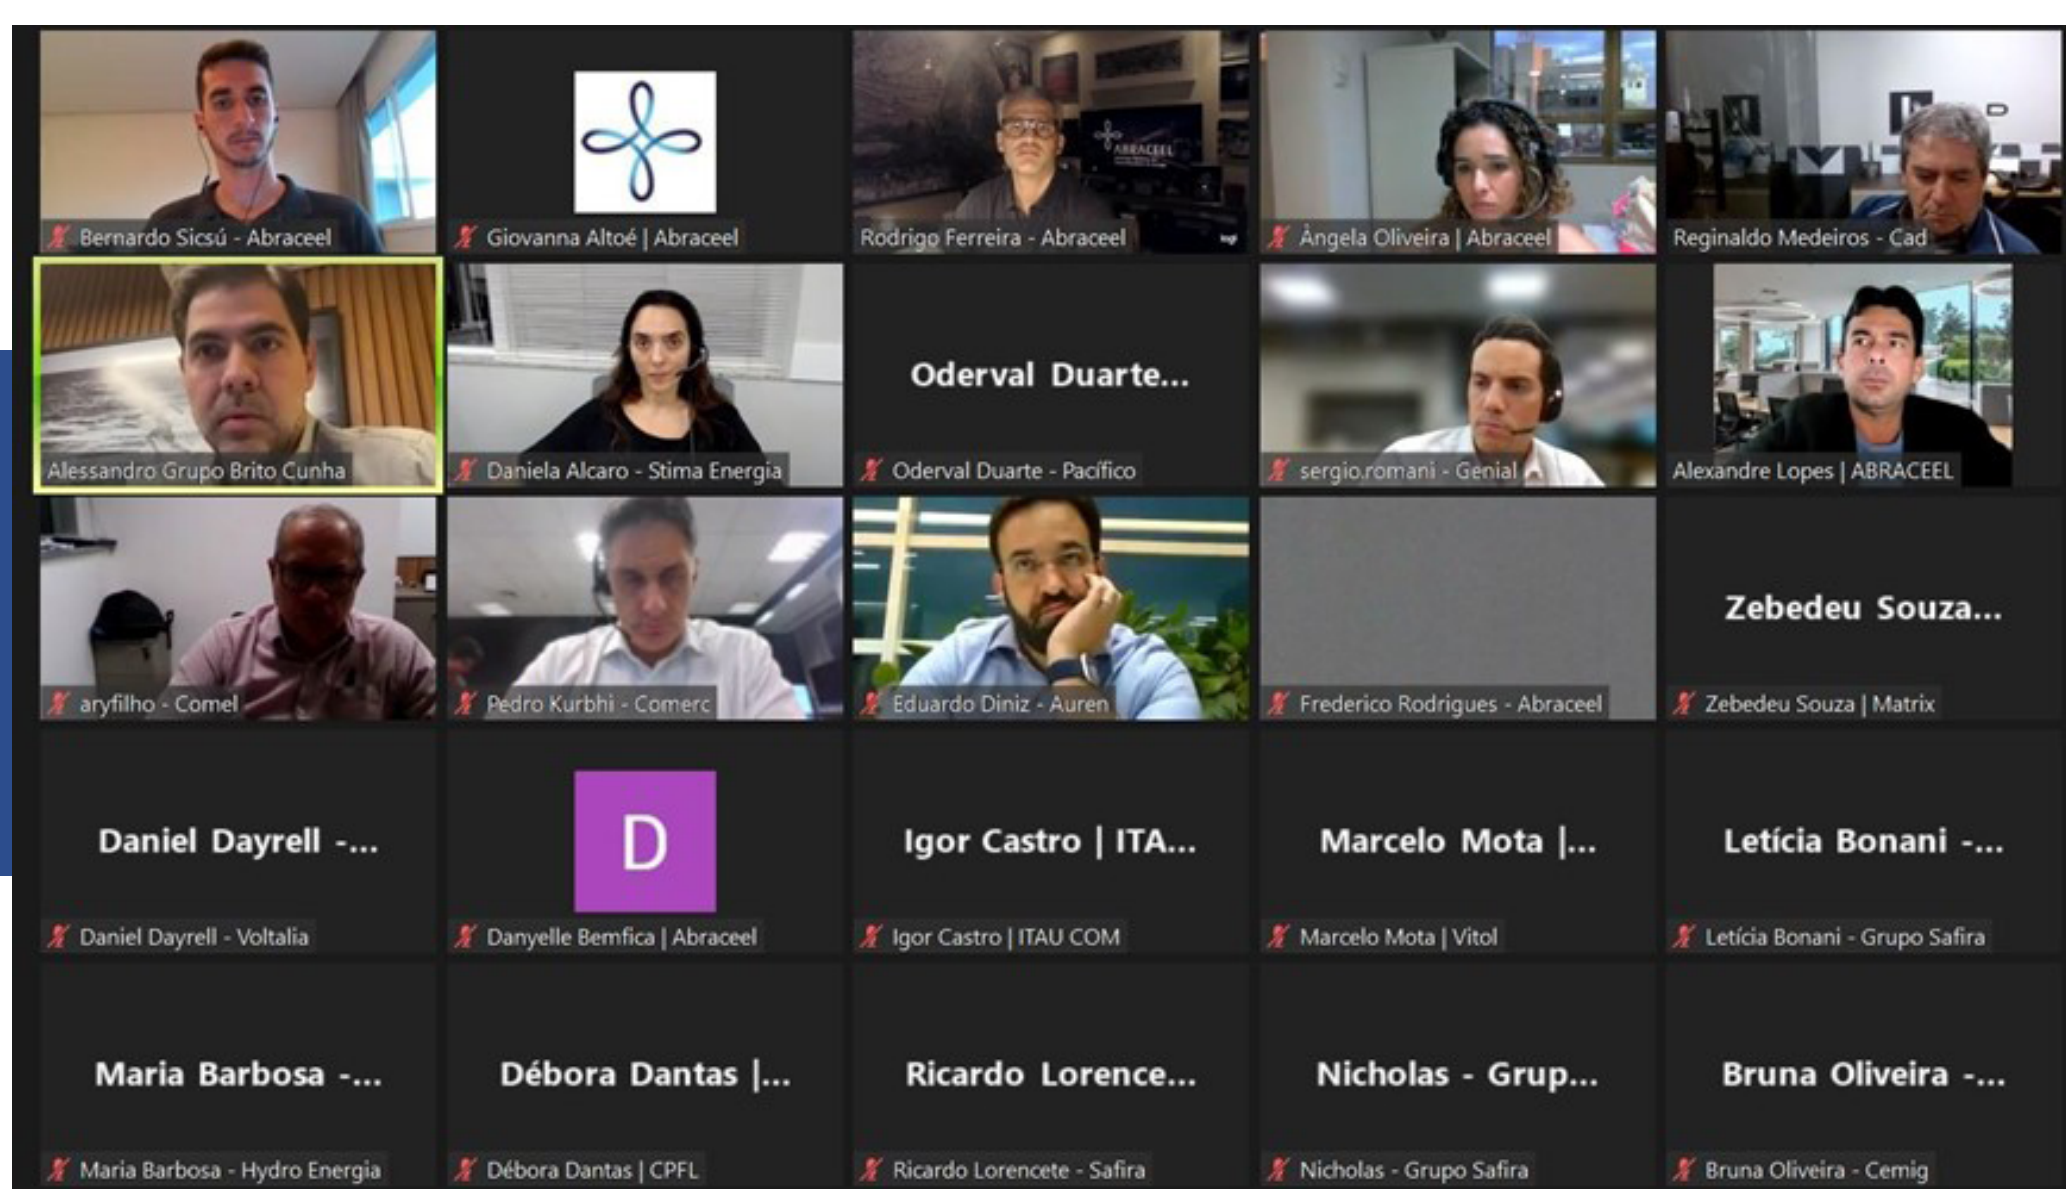 ABRACEEL
Bernardo Sicsú - Abraceel
Giovanna Altoé | Abraceel
Rodrigo Ferreira - Abraceel
logi
Ângela Oliveira | Abraceel
Reginaldo Medeiros - Cad
Alessandro Grupo Brito Cunha
Daniela Alcaro - Stima Energia
Oderval Duarte...
Oderval Duarte - Pacífico
sergio.romani - Genial
Alexandre Lopes | ABRACEEL
aryfilho - Comel
Pedro Kurbhi - Comerc
Eduardo Diniz - Auren
Frederico Rodrigues - Abraceel
Zebedeu Souza...
Zebedeu Souza | Matrix
Daniel Dayrell -...
Daniel Dayrell - Voltalia
D
Danyelle Bemfica | Abraceel
Igor Castro | ITA...
Igor Castro | ITAU COM
Marcelo Mota |...
Marcelo Mota | Vitol
Letícia Bonani -...
Letícia Bonani - Grupo Safira
Maria Barbosa -...
Maria Barbosa - Hydro Energia
Débora Dantas |...
Débora Dantas | CPFL
Ricardo Lorence...
Ricardo Lorencete - Safira
Nicholas - Grup...
Nicholas - Grupo Safira
Bruna Oliveira -...
Bruna Oliveira - Cemig